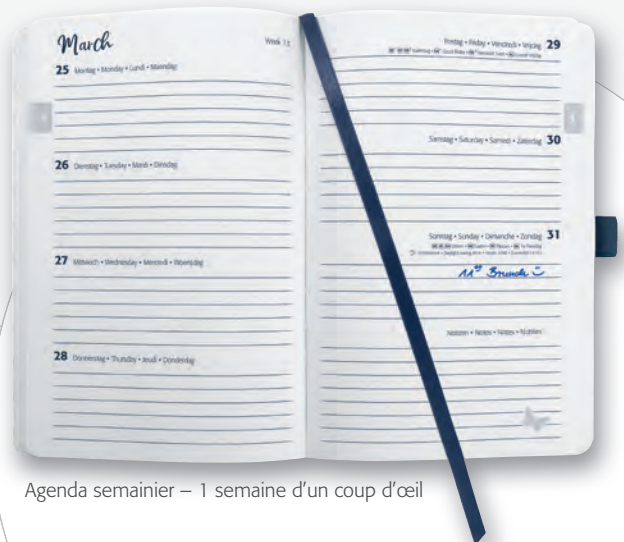 March
Week 13
25 Montag • Monday • Lundi • Maandag
26 Dienstag • Tuesday • Mardi • Dinsdag
27 Mittwoch • Wednesday • Mercredi • Woensdag
28 Donnerstag • Thursday • Jeudi • Donderdag
Freitag • Friday • Vendredi • Vrijdag 29
Samstag • Saturday • Samedi • Zaterdag 30
Sonntag • Sunday • Dimanche • Zondag 31
11⁰⁰ Brunch
Notizen • Notes • Notes • Notities
Agenda semainier – 1 semaine d'un coup d'œil